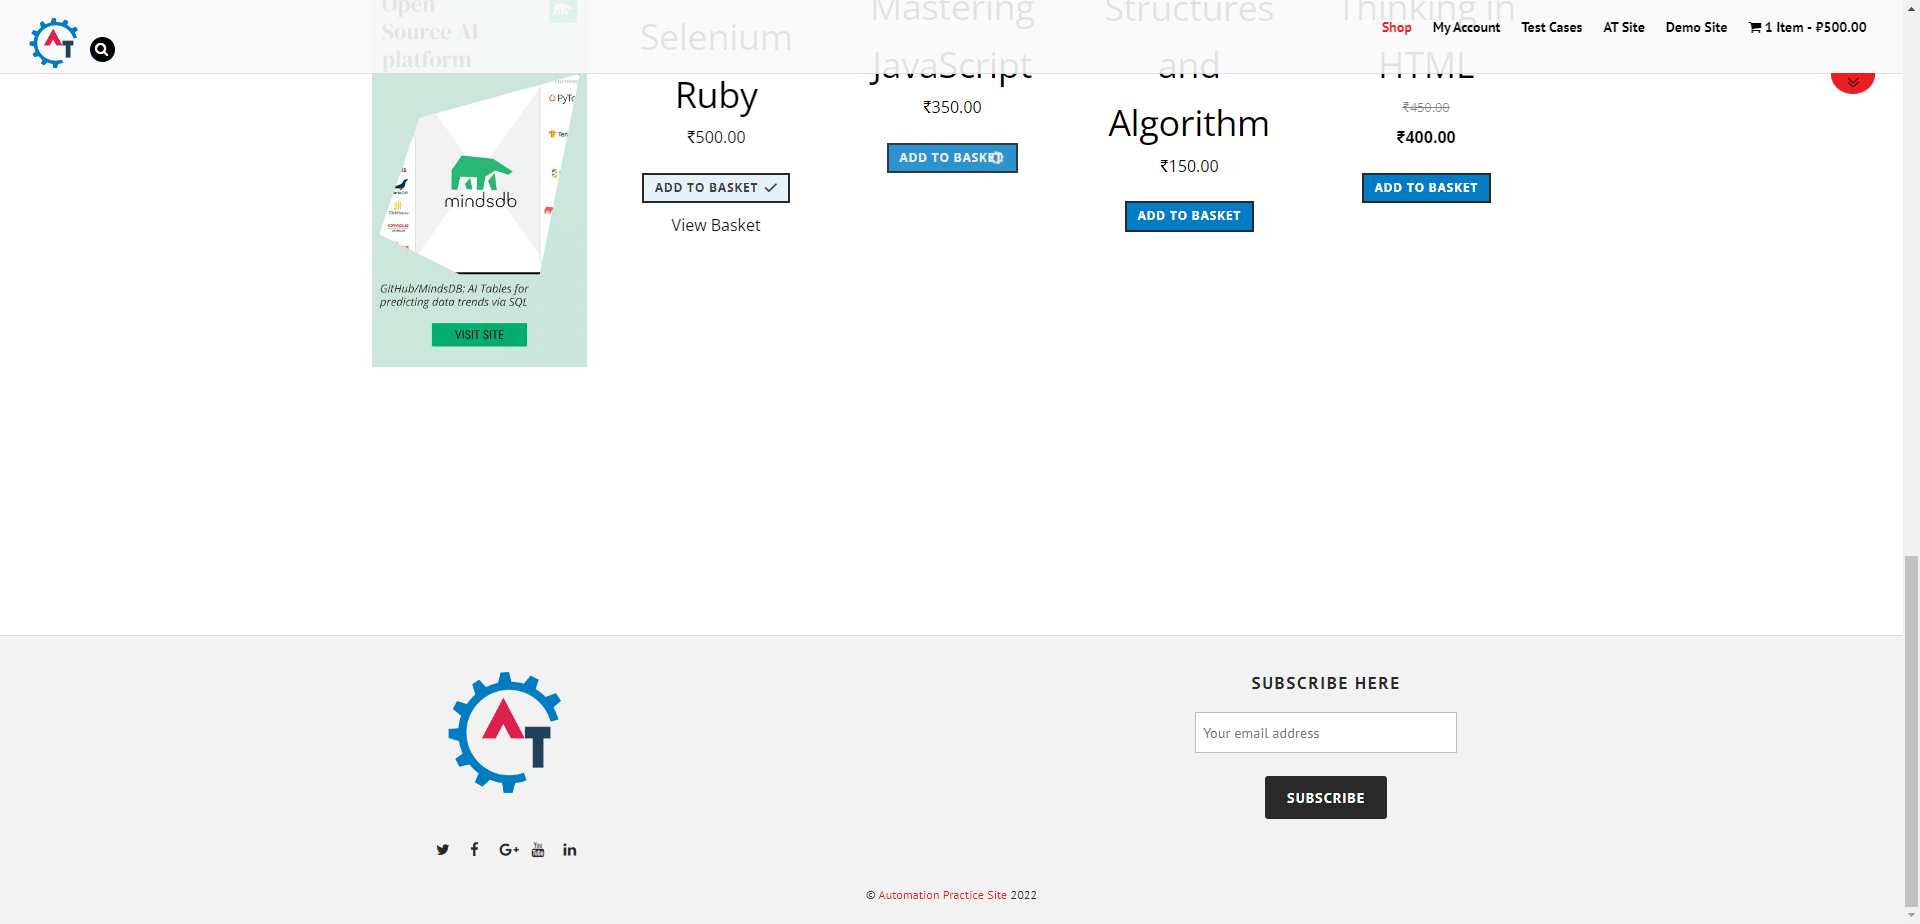 Shop
My Account
Test Cases
AT Site
Demo Site
1 Item - ₽500.00
Open
Source AI
platform
mindsdb
GitHub/MindsDB: AI Tables for
predicting data trends via SQL
VISIT SITE
Selenium
Ruby
₹500.00
ADD TO BASKET
View Basket
Mastering
JavaScript
₹350.00
ADD TO BASKET
Structures
and
Algorithm
₹150.00
ADD TO BASKET
Thinking in
HTML
₹450.00
₹400.00
ADD TO BASKET
AT
SUBSCRIBE HERE
Your email address
SUBSCRIBE
© Automation Practice Site 2022